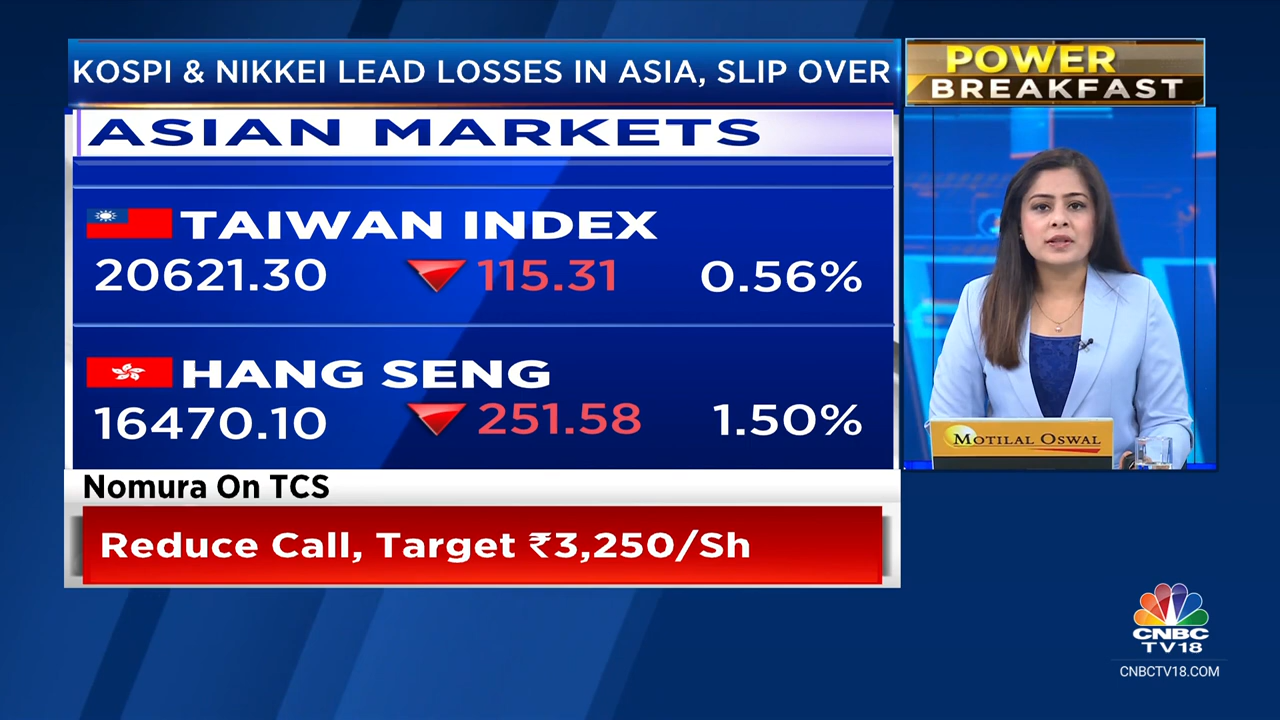 KOSPI & NIKKEI LEAD LOSSES IN ASIA, SLIP OVER
POWER
BREAKFAST
ASIAN MARKETS
TAIWAN INDEX
20621.30 115.31 0.56%
HANG SENG
16470.10 251.58 1.50%
MOTILAL OSWAL
Nomura On TCS
Reduce Call, Target ₹3,250/Sh
CNBC
TV18
CNBCTV18.COM